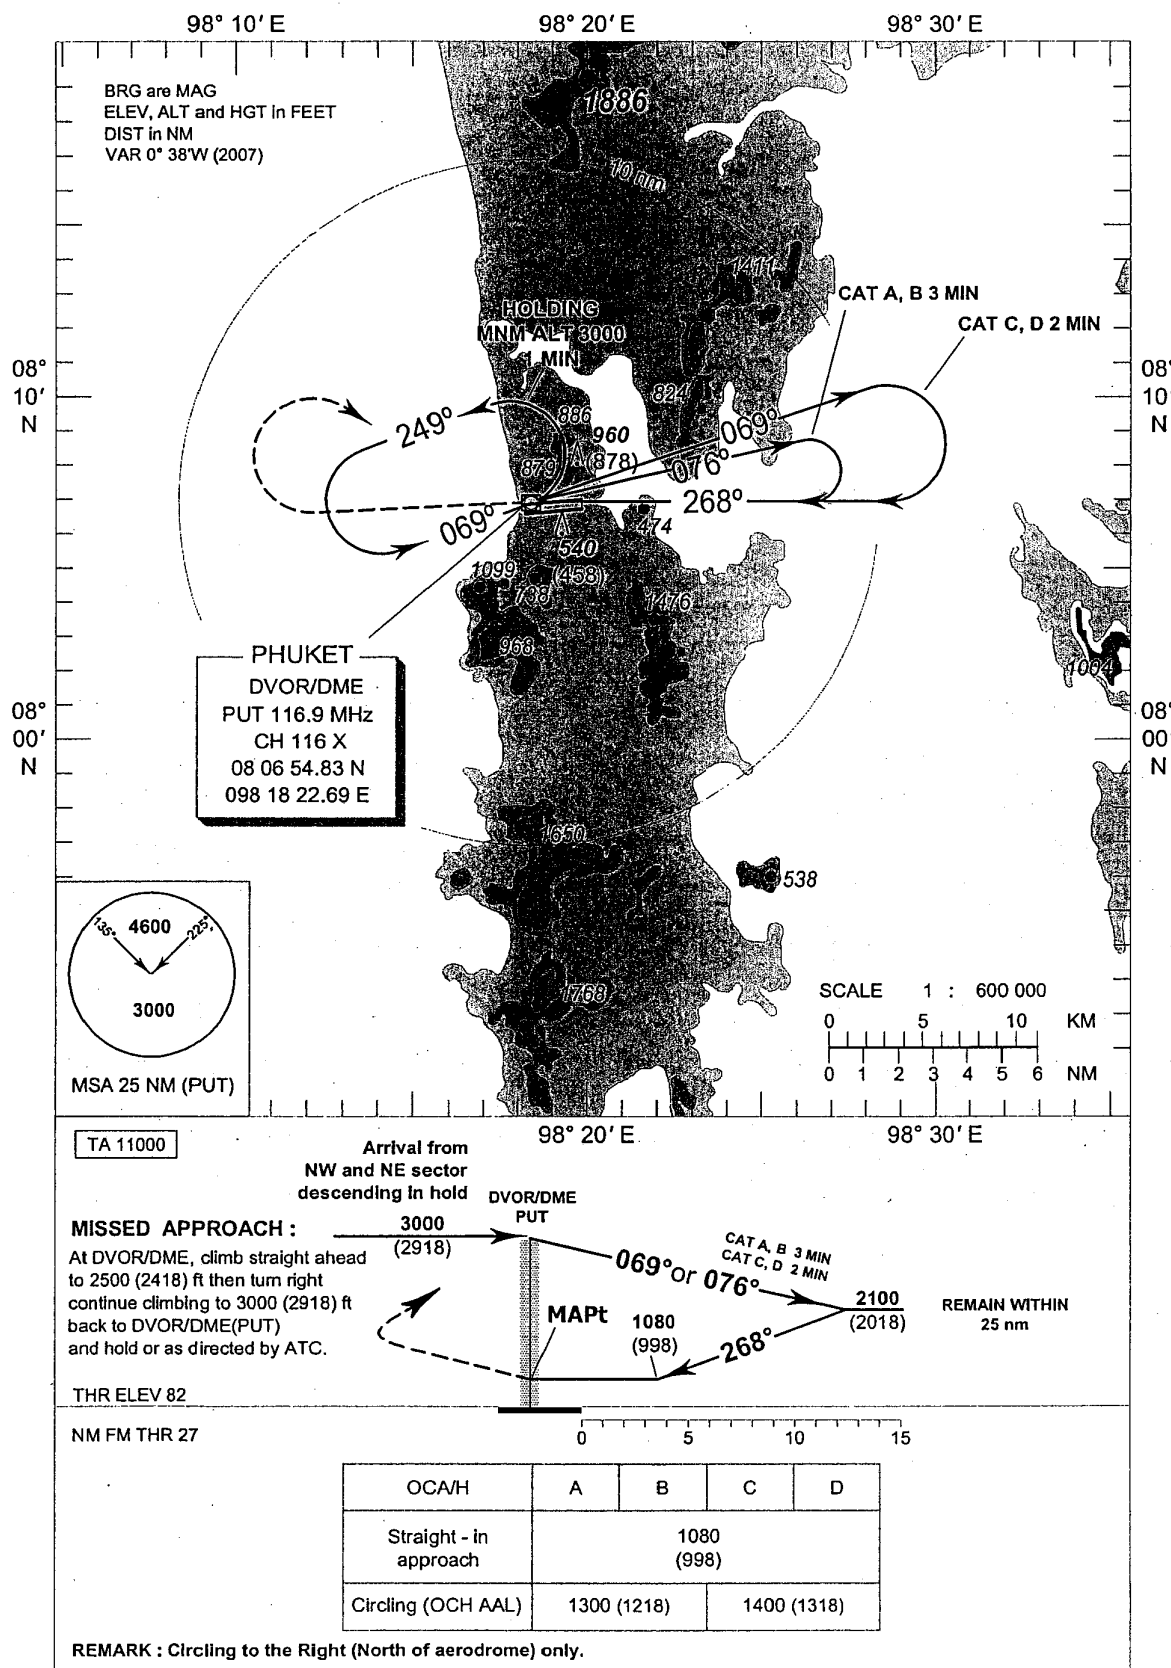 98° 10' E
98° 20' E
98° 30' E
BRG are MAG
ELEV, ALT and HGT in FEET
DIST in NM
VAR 0° 38'W (2007)
1886
10 nm
1411
CAT A, B 3 MIN
CAT C, D 2 MIN
HOLDING
MNM ALT 3000
1 MIN
08°
10'
N
08°
10'
N
824
886
960
(878)
879
249°
069°
076°
268°
069°
474
540
(458)
1099
738
1476
968
1004
PHUKET
DVOR/DME
PUT 116.9 MHz
CH 116 X
08 06 54.83 N
098 18 22.69 E
08°
00'
N
08°
00'
N
1650
538
1768
4600
135°
225°
3000
MSA 25 NM (PUT)
SCALE 1 : 600 000
0 5 10 KM
0 1 2 3 4 5 6 NM
98° 20' E
98° 30' E
TA 11000
Arrival from
NW and NE sector
descending in hold
DVOR/DME
PUT
MISSED APPROACH :
At DVOR/DME, climb straight ahead
to 2500 (2418) ft then turn right
continue climbing to 3000 (2918) ft
back to DVOR/DME(PUT)
and hold or as directed by ATC.
3000
(2918)
CAT A, B 3 MIN
CAT C, D 2 MIN
069° or 076°
2100
(2018)
REMAIN WITHIN
25 nm
MAPt
1080
(998)
268°
THR ELEV 82
NM FM THR 27
0 5 10 15
OCA/H A B C D
Straight - in
approach
1080
(998)
Circling (OCH AAL) 1300 (1218) 1400 (1318)
REMARK : Circling to the Right (North of aerodrome) only.